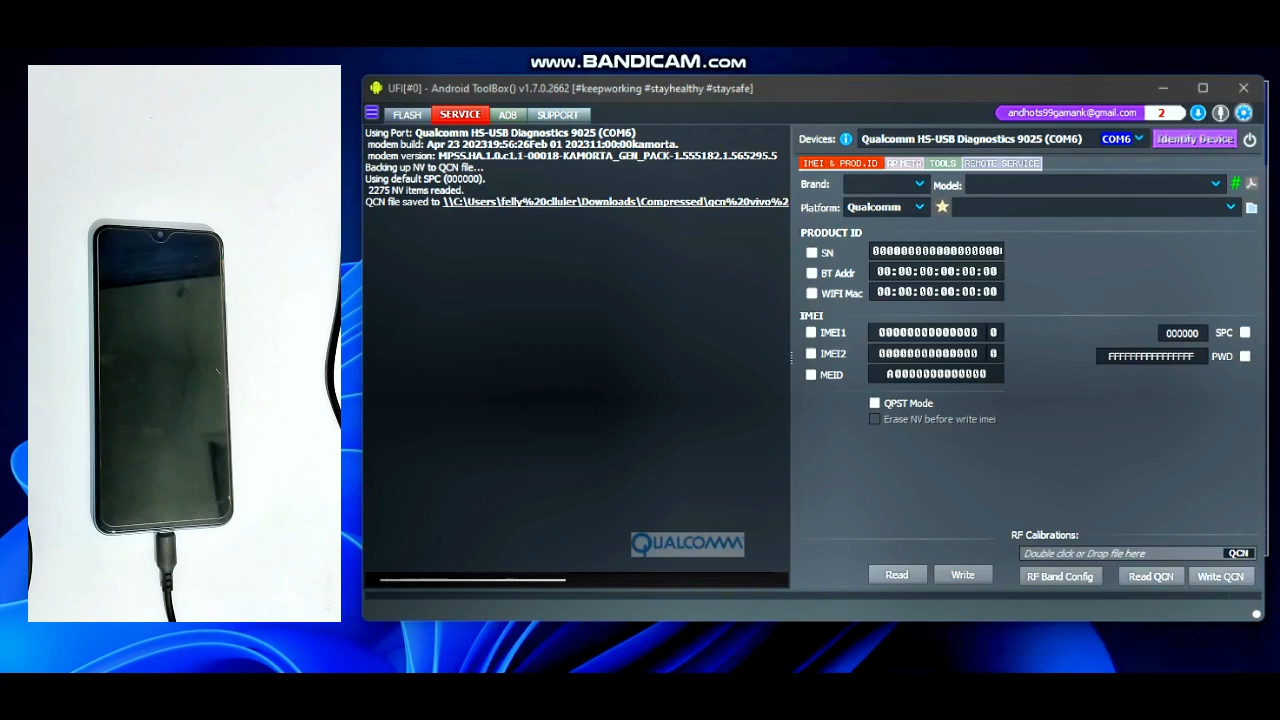 www.BANDICAM.com
UFI[#0] - Android ToolBox() v1.7.0.2662 [#keepworking #stayhealthy #staysafe]
FLASH SERVICE ADB SUPPORT
andhots99gamank@gmail.com 2
Using Port: Qualcomm HS-USB Diagnostics 9025 (COM6)
modem build: Apr 23 202319:56:26Feb 01 202311:00:00kamorta.
modem version: MPSS.HA.1.0.c1.1-00018-KAMORTA_GEN_PACK-1.555182.1.565295.5
Backing up NV to QCN file...
Using default SPC (000000).
2275 NV items readed.
QCN file saved to \\C:\Users\felly%20clluler\Downloads\Compressed\qcn%20vivo%2
QUALCOMM
Devices: Qualcomm HS-USB Diagnostics 9025 (COM6) COM6 Identify Device
IMEI & PROD.ID AP META TOOLS REMOTE SERVICE
Brand: Model: #
Platform: Qualcomm
PRODUCT ID
SN
BT Addr 00:00:00:00:00:00
WIFI Mac 00:00:00:00:00:00
IMEI
IMEI1 00000000000000 0 000000 SPC
IMEI2 00000000000000 0 FFFFFFFFFFFFFFFF PWD
MEID A0000000000000
QPST Mode
Erase NV before write imei
RF Calibrations:
Double click or Drop file here QCN
Read Write RF Band Config Read QCN Write QCN